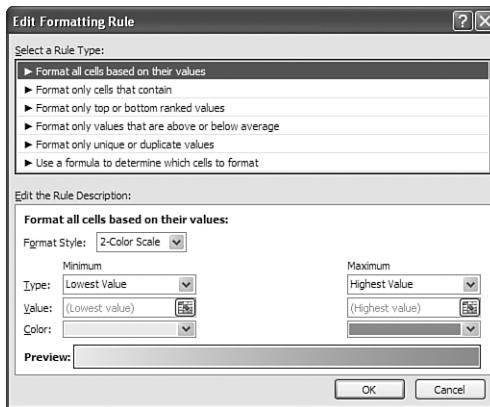 Edit Formatting Rule
Select a Rule Type:
► Format all cells based on their values
► Format only cells that contain
► Format only top or bottom ranked values
► Format only values that are above or below average
► Format only unique or duplicate values
► Use a formula to determine which cells to format
Edit the Rule Description:
Format all cells based on their values:
Format Style: 2-Color Scale
Minimum Maximum
Type: Lowest Value Highest Value
Value: (Lowest value) (Highest value)
Color:
Preview:
OK Cancel